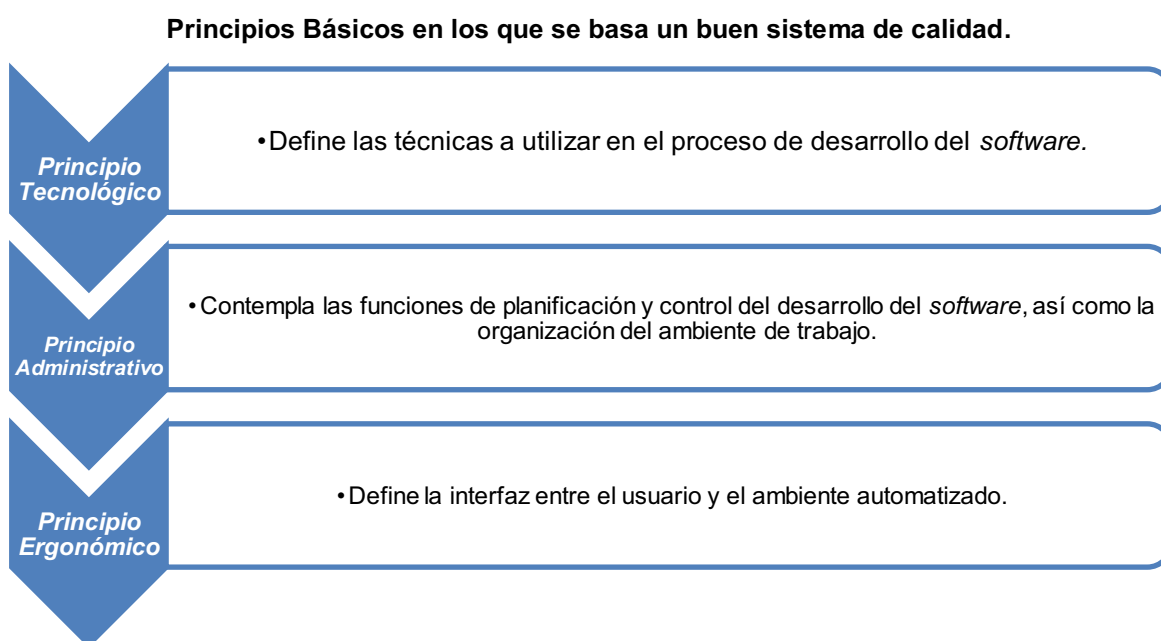 Principios Básicos en los que se basa un buen sistema de calidad.
Principio
Tecnológico
•Define las técnicas a utilizar en el proceso de desarrollo del software.
Principio
Administrativo
•Contempla las funciones de planificación y control del desarrollo del software, así como la
organización del ambiente de trabajo.
Principio
Ergonómico
•Define la interfaz entre el usuario y el ambiente automatizado.